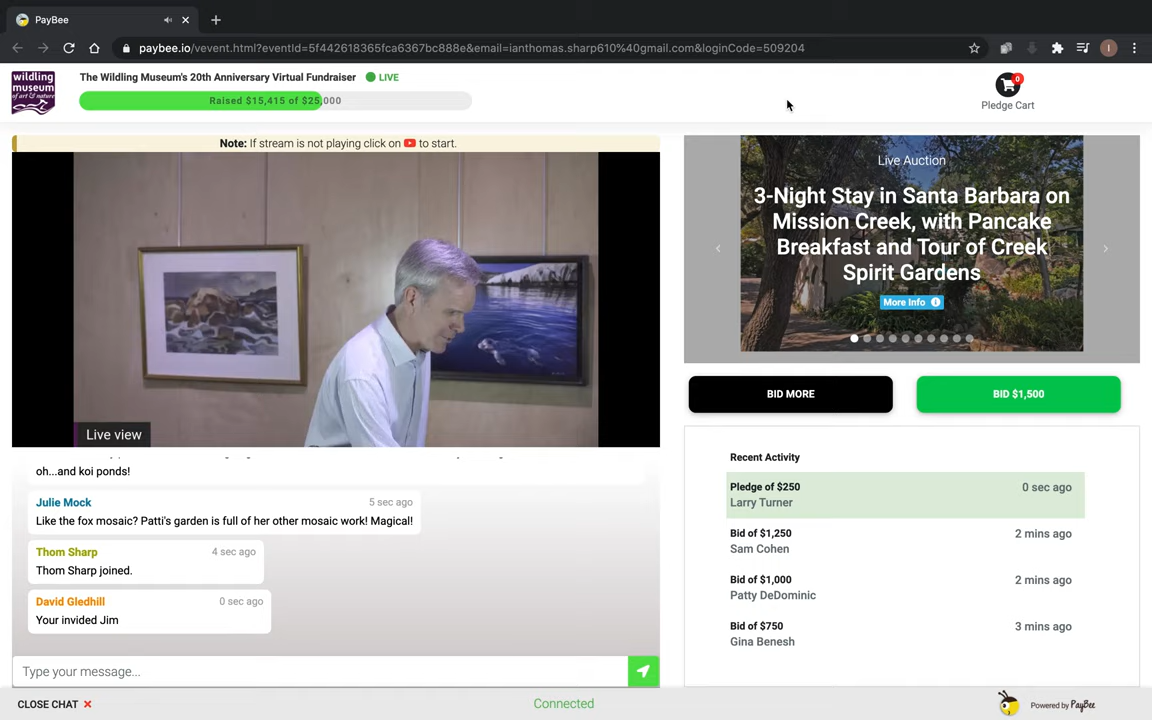 PayBee
paybee.io/vevent.html?eventId=5f442618365fca6367bc888e&email=ianthomas.sharp610%40gmail.com&loginCode=509204
I
wildling
museum
of art & nature
The Wildling Museum's 20th Anniversary Virtual Fundraiser
LIVE
Raised $15,415 of $25,000
0
Pledge Cart
Note: If stream is not playing click on to start.
Live view
oh...and koi ponds!
Julie Mock 5 sec ago
Like the fox mosaic? Patti's garden is full of her other mosaic work! Magical!
Thom Sharp 4 sec ago
Thom Sharp joined.
David Gledhill 0 sec ago
Your invided Jim
Type your message...
CLOSE CHAT
Connected
Live Auction
3-Night Stay in Santa Barbara on
Mission Creek, with Pancake
Breakfast and Tour of Creek
Spirit Gardens
More Info
BID MORE
BID $1,500
Recent Activity
Pledge of $250 0 sec ago
Larry Turner
Bid of $1,250 2 mins ago
Sam Cohen
Bid of $1,000 2 mins ago
Patty DeDominic
Bid of $750 3 mins ago
Gina Benesh
Powered by PayBee